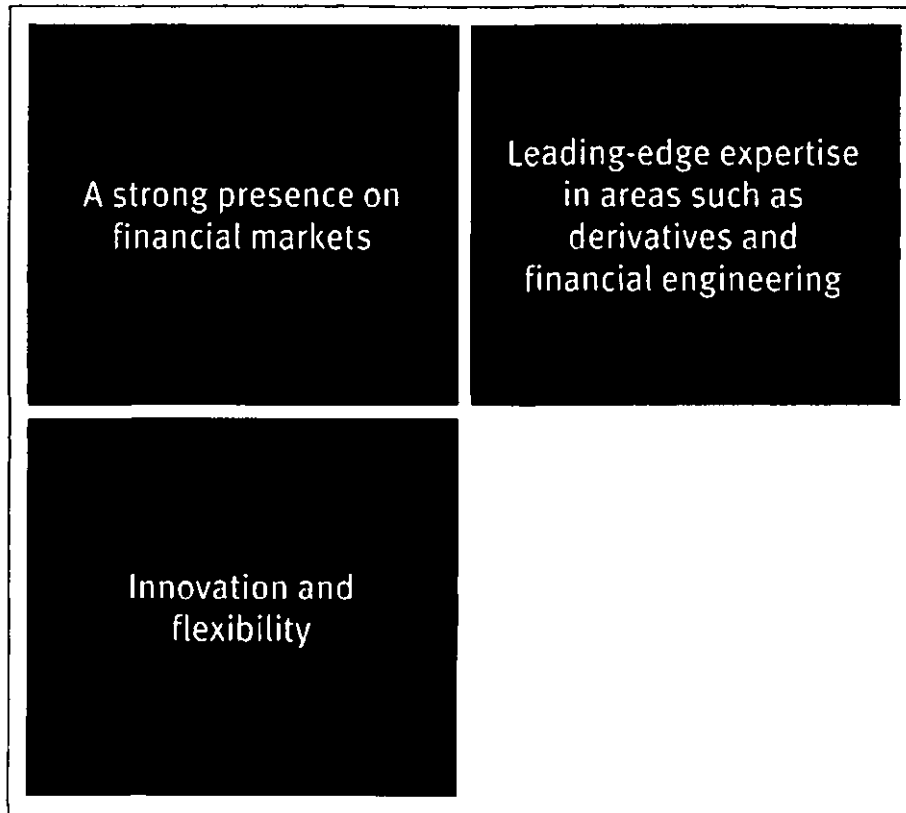 A strong presence on
financial markets
Leading-edge expertise
in areas such as
derivatives and
financial engineering
Innovation and
flexibility